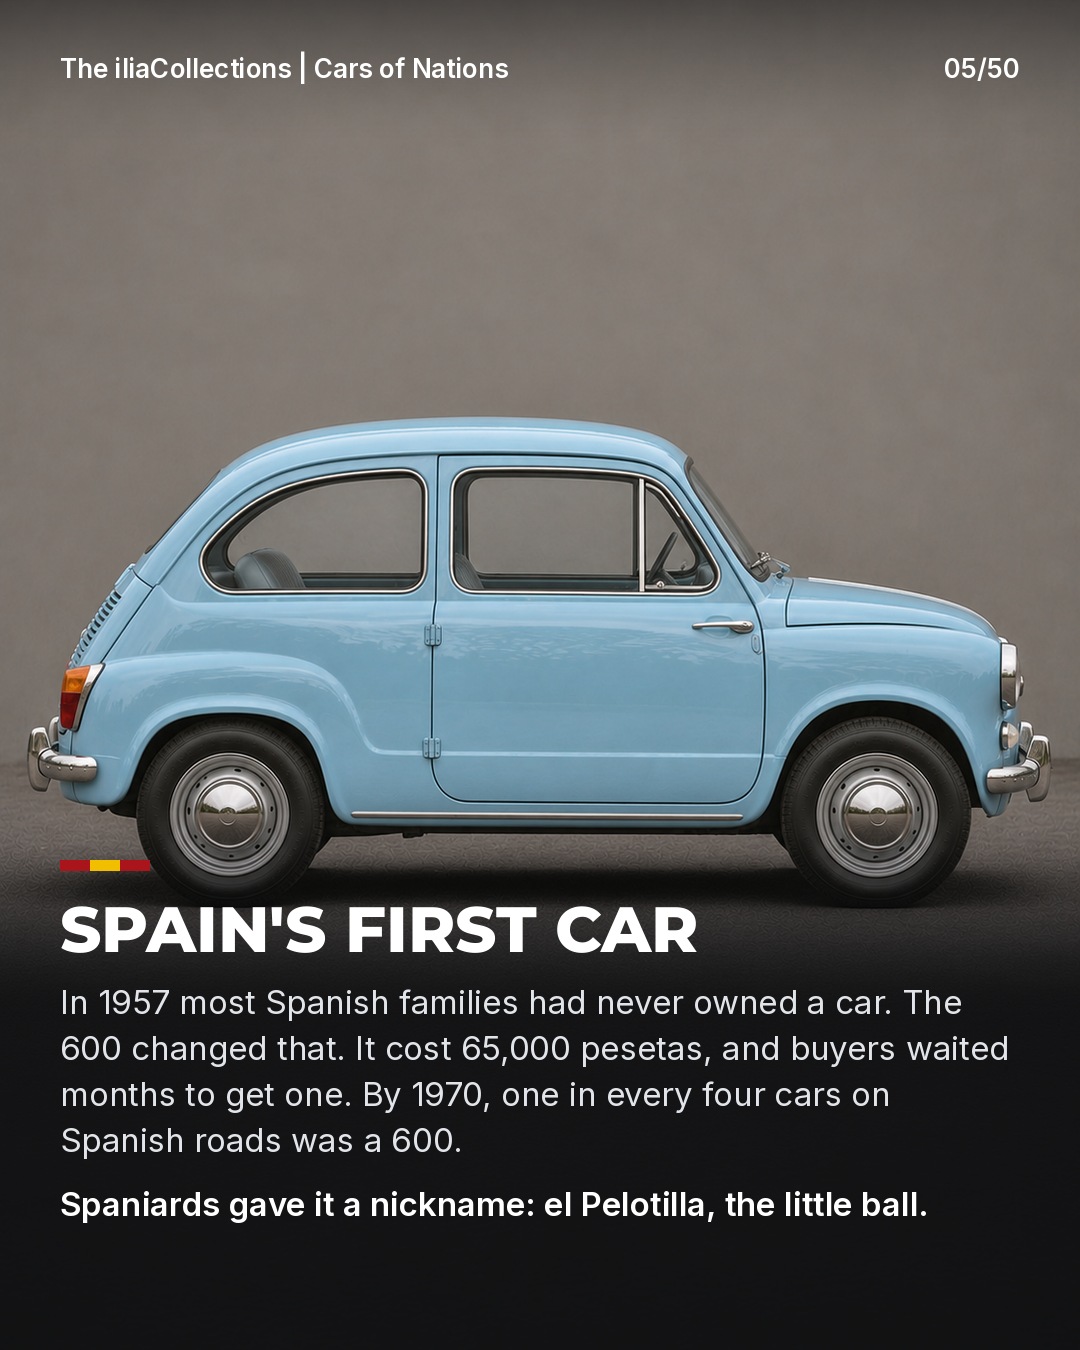 The iliaCollections | Cars of Nations
05/50
SPAIN'S FIRST CAR
In 1957 most Spanish families had never owned a car. The
600 changed that. It cost 65,000 pesetas, and buyers waited
months to get one. By 1970, one in every four cars on
Spanish roads was a 600.
Spaniards gave it a nickname: el Pelotilla, the little ball.